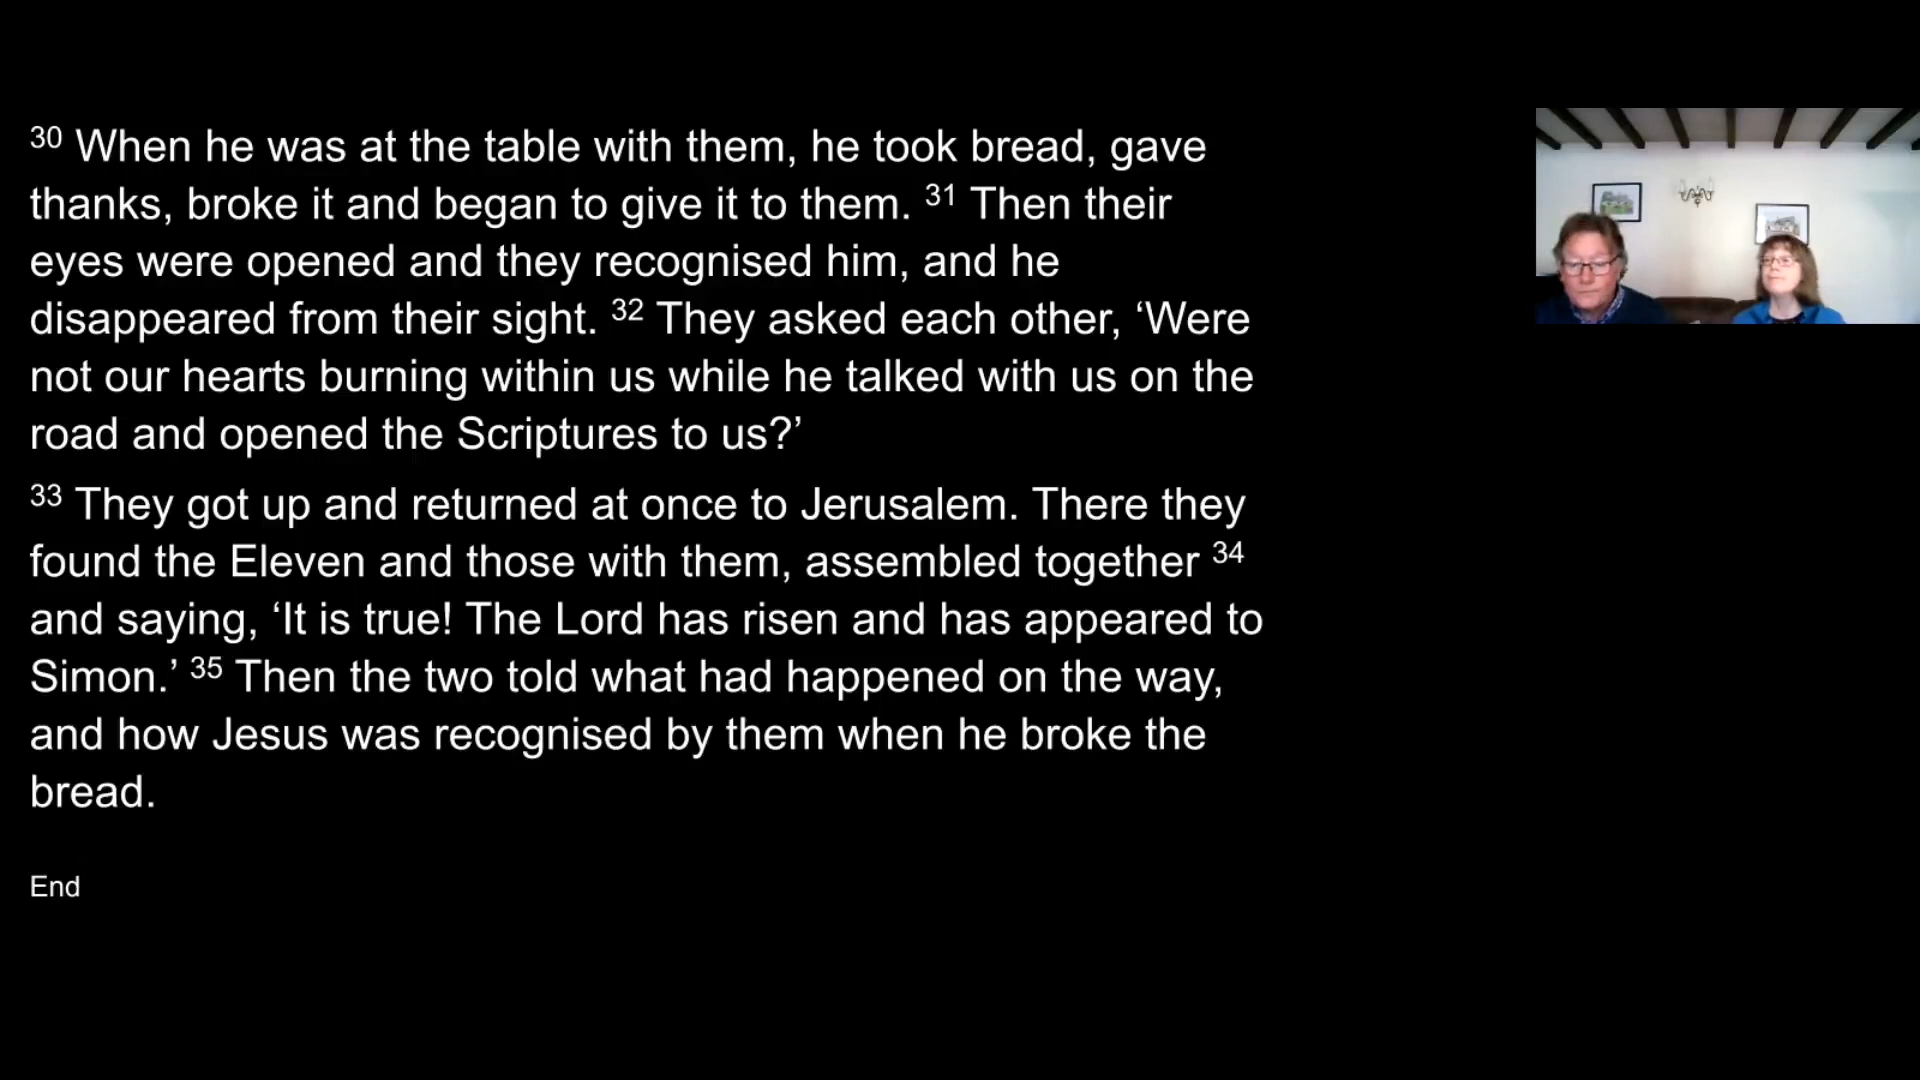 30 When he was at the table with them, he took bread, gave
thanks, broke it and began to give it to them. 31 Then their
eyes were opened and they recognised him, and he
disappeared from their sight. 32 They asked each other, ‘Were
not our hearts burning within us while he talked with us on the
road and opened the Scriptures to us?’
33 They got up and returned at once to Jerusalem. There they
found the Eleven and those with them, assembled together 34
and saying, ‘It is true! The Lord has risen and has appeared to
Simon.’ 35 Then the two told what had happened on the way,
and how Jesus was recognised by them when he broke the
bread.
End